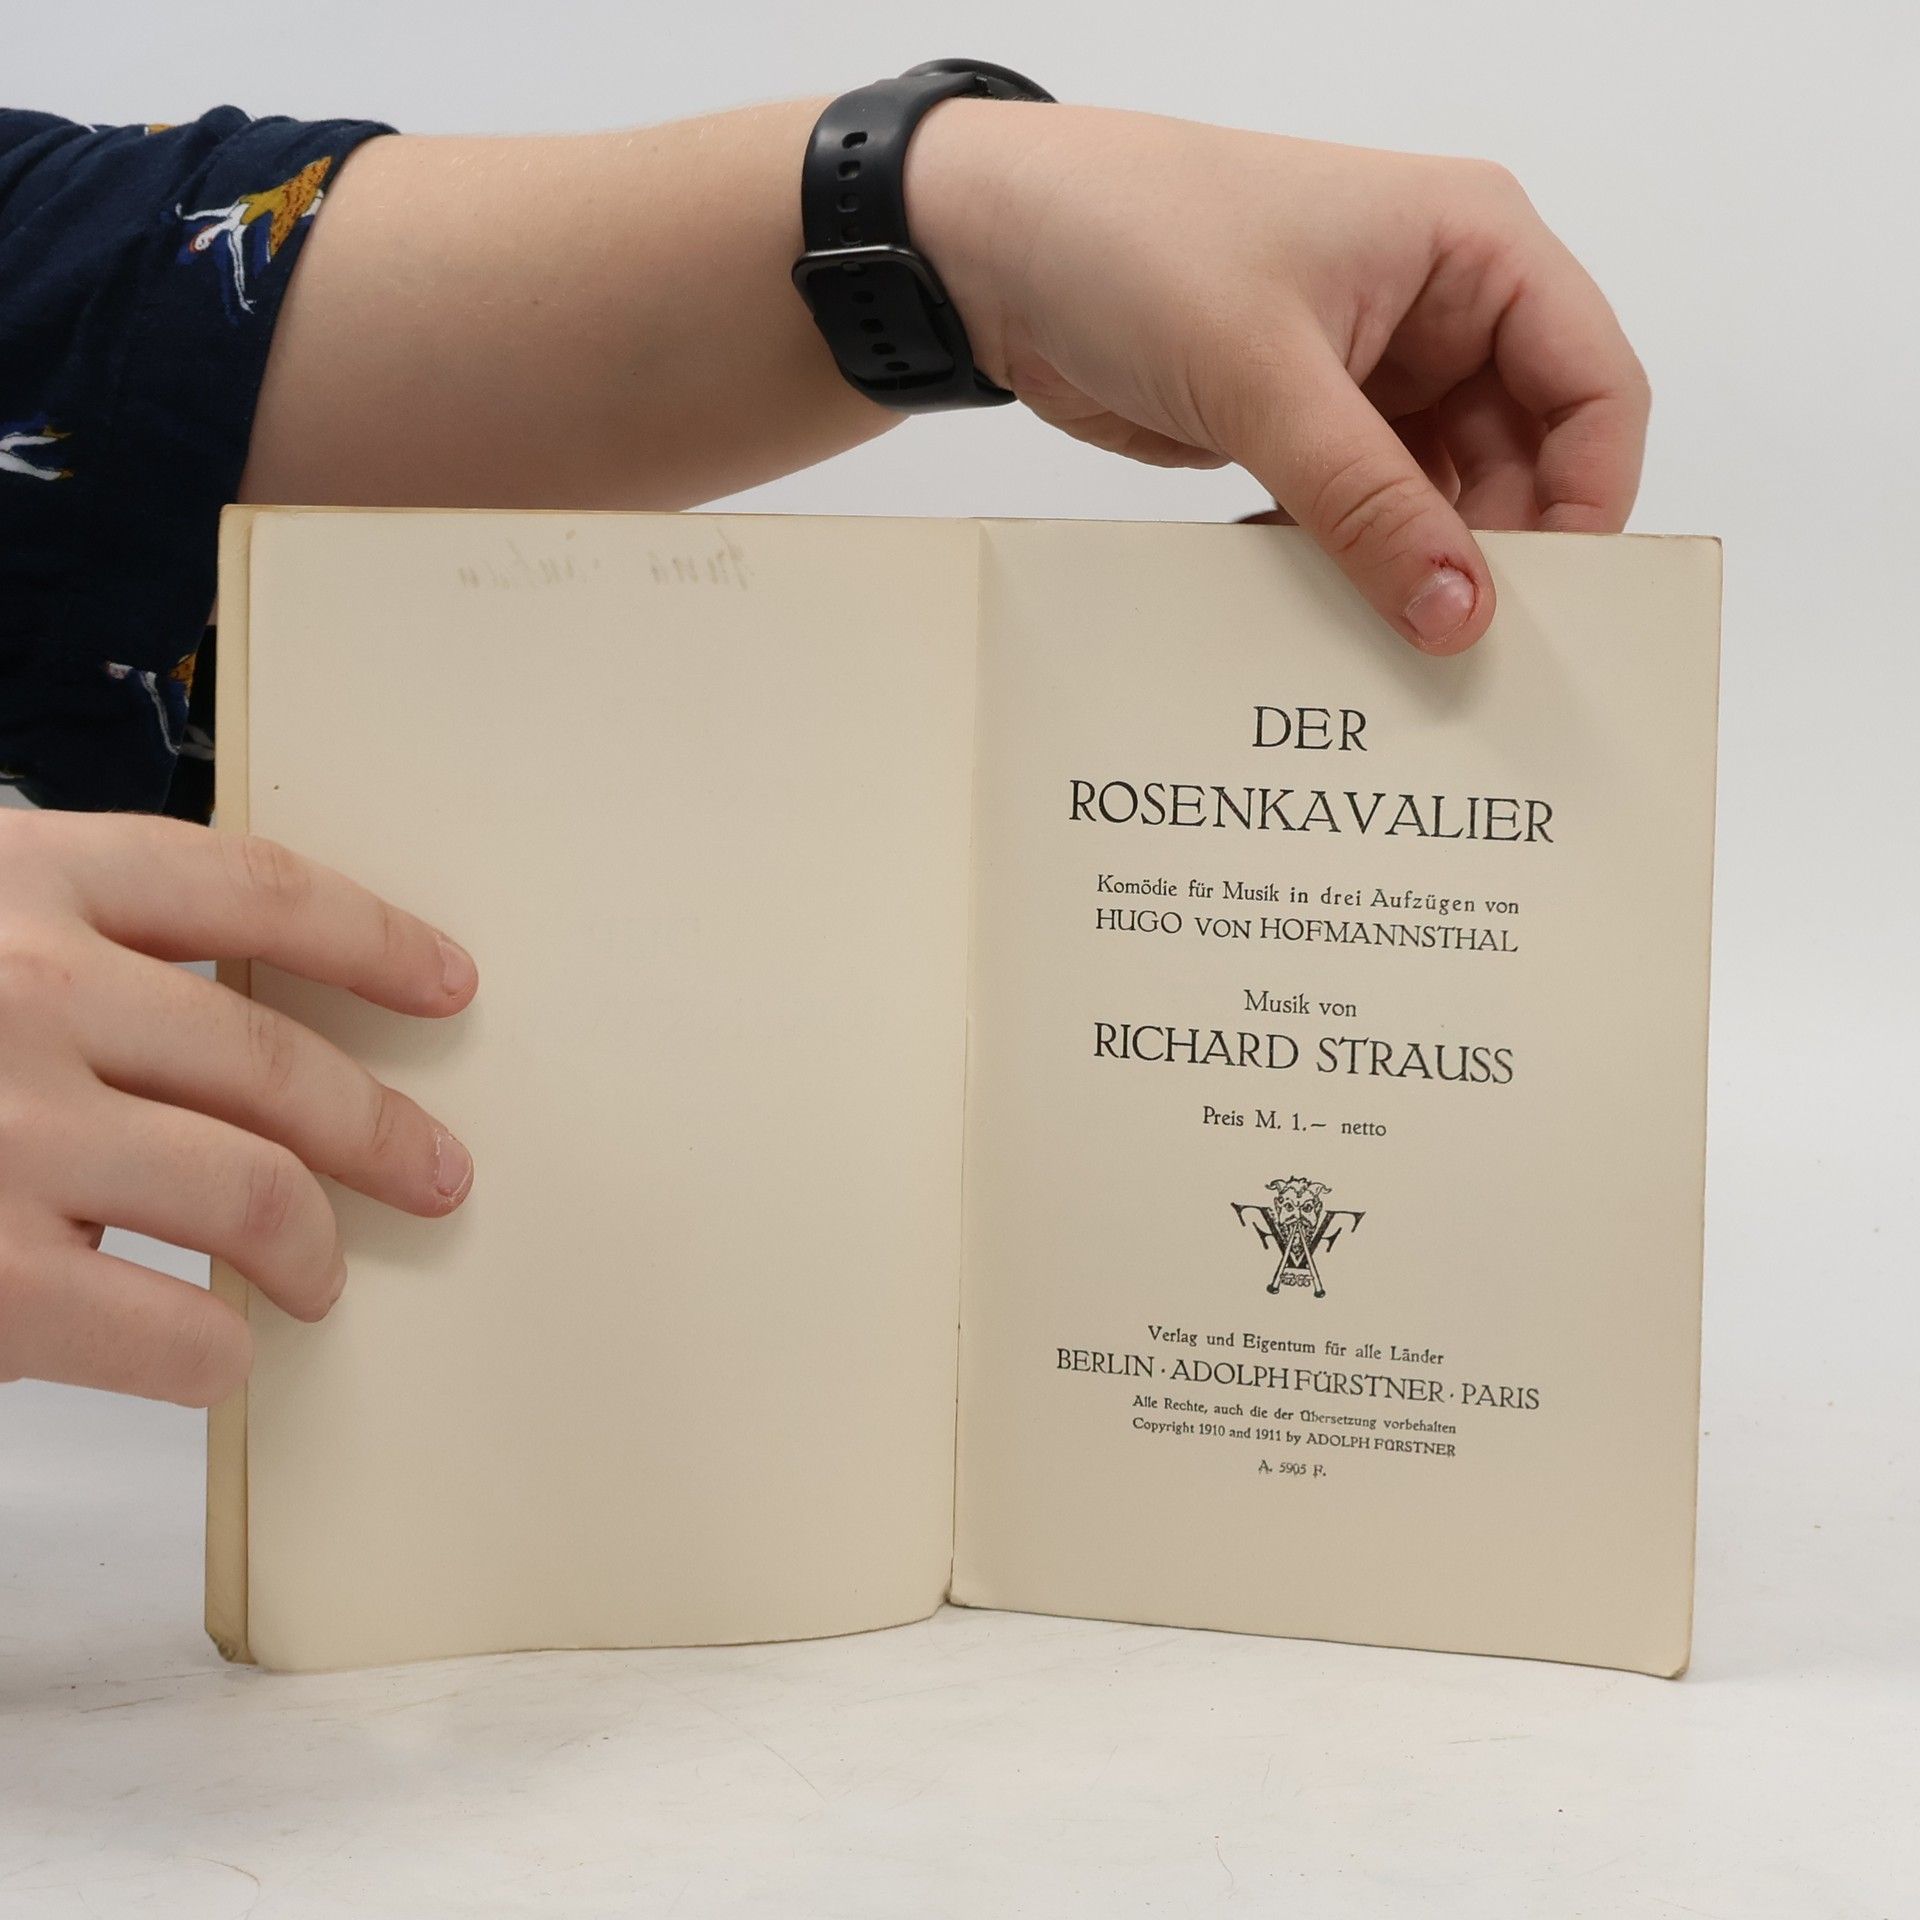 DER
ROSENKAVALIER
Komödie für Musik in drei Aufzügen von
HUGO VON HOFMANNSTHAL
Musik von
RICHARD STRAUSS
Preis M. 1.— netto
Verlag und Eigentum für alle Länder
BERLIN · ADOLPH FÜRSTNER · PARIS
Alle Rechte, auch die der Übersetzung vorbehalten
Copyright 1910 and 1911 by ADOLPH FÜRSTNER
A. 5905 F.